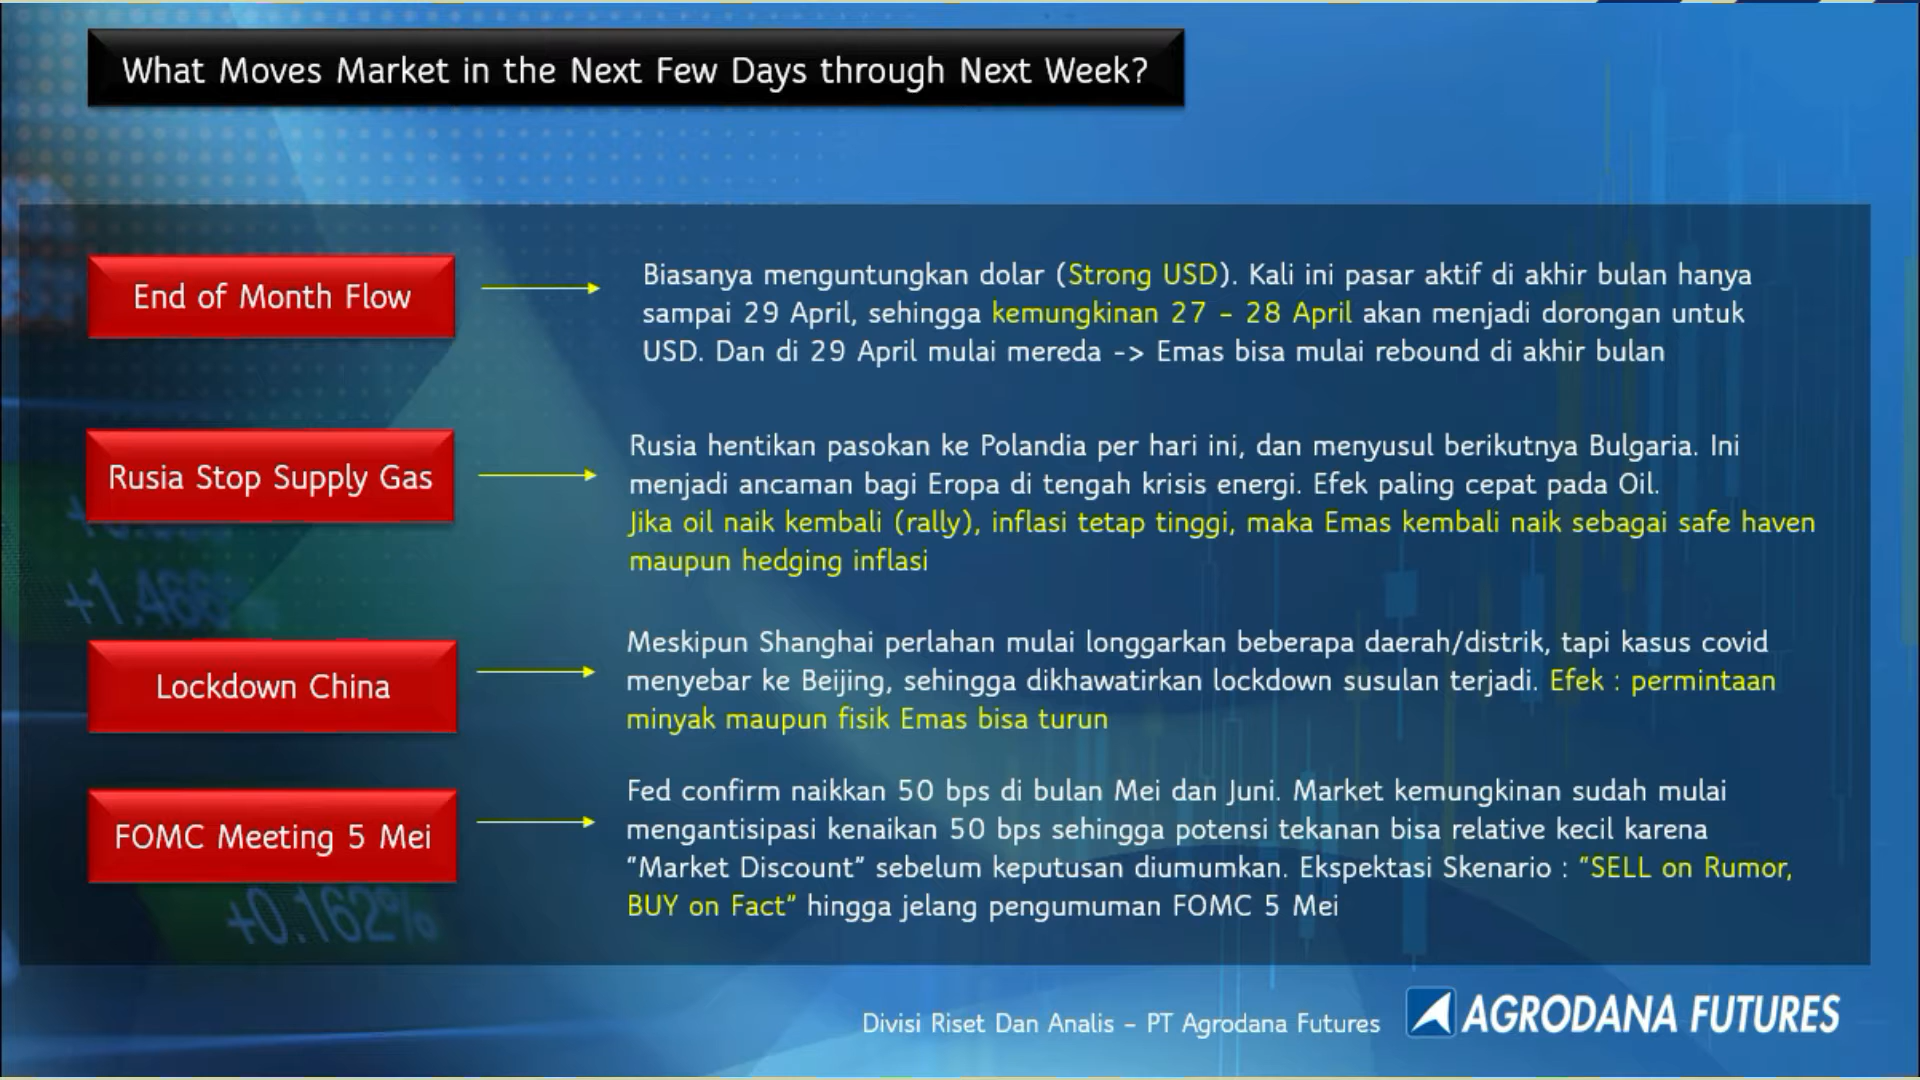 What Moves Market in the Next Few Days through Next Week?
End of Month Flow
Biasanya menguntungkan dolar (Strong USD). Kali ini pasar aktif di akhir bulan hanya
sampai 29 April, sehingga kemungkinan 27 – 28 April akan menjadi dorongan untuk
USD. Dan di 29 April mulai mereda -> Emas bisa mulai rebound di akhir bulan
Rusia Stop Supply Gas
Rusia hentikan pasokan ke Polandia per hari ini, dan menyusul berikutnya Bulgaria. Ini
menjadi ancaman bagi Eropa di tengah krisis energi. Efek paling cepat pada Oil.
Jika oil naik kembali (rally), inflasi tetap tinggi, maka Emas kembali naik sebagai safe haven
maupun hedging inflasi
+1.466
Lockdown China
Meskipun Shanghai perlahan mulai longgarkan beberapa daerah/distrik, tapi kasus covid
menyebar ke Beijing, sehingga dikhawatirkan lockdown susulan terjadi. Efek : permintaan
minyak maupun fisik Emas bisa turun
FOMC Meeting 5 Mei
Fed confirm naikkan 50 bps di bulan Mei dan Juni. Market kemungkinan sudah mulai
mengantisipasi kenaikan 50 bps sehingga potensi tekanan bisa relative kecil karena
“Market Discount” sebelum keputusan diumumkan. Ekspektasi Skenario : “SELL on Rumor,
BUY on Fact” hingga jelang pengumuman FOMC 5 Mei
+0.162%
Divisi Riset Dan Analis – PT Agrodana Futures
AGRODANA FUTURES